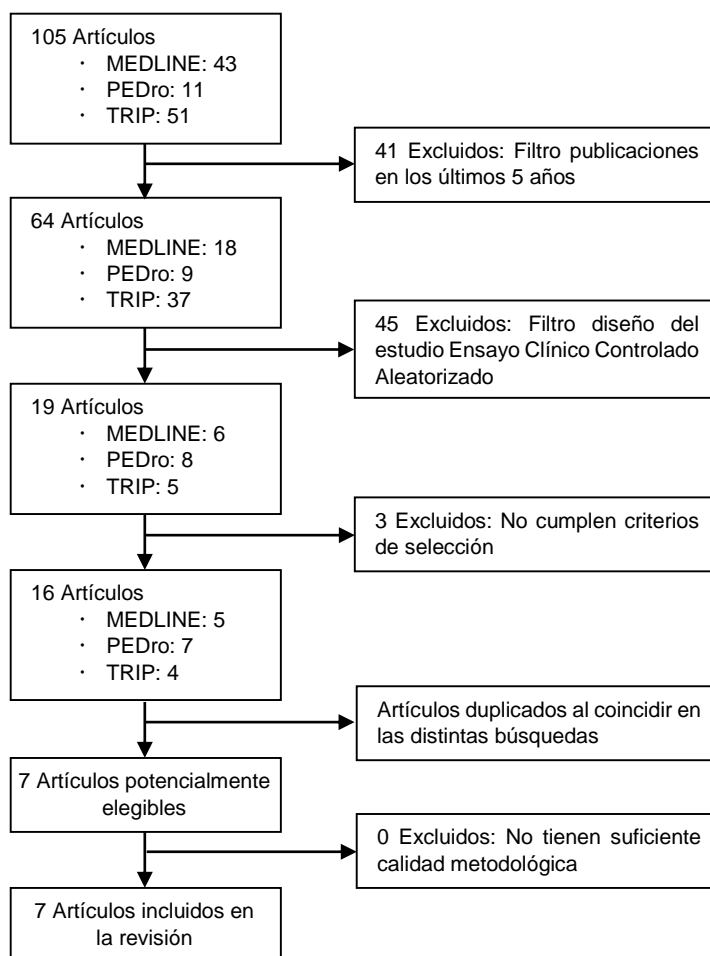 105 Artículos
· MEDLINE: 43
· PEDro: 11
· TRIP: 51
41 Excluidos: Filtro publicaciones
en los últimos 5 años
64 Artículos
· MEDLINE: 18
· PEDro: 9
· TRIP: 37
45 Excluidos: Filtro diseño del
estudio Ensayo Clínico Controlado
Aleatorizado
19 Artículos
· MEDLINE: 6
· PEDro: 8
· TRIP: 5
3 Excluidos: No cumplen criterios
de selección
16 Artículos
· MEDLINE: 5
· PEDro: 7
· TRIP: 4
Artículos duplicados al coincidir en
las distintas búsquedas
7 Artículos potencialmente
elegibles
0 Excluidos: No tienen suficiente
calidad metodológica
7 Artículos incluidos en
la revisión